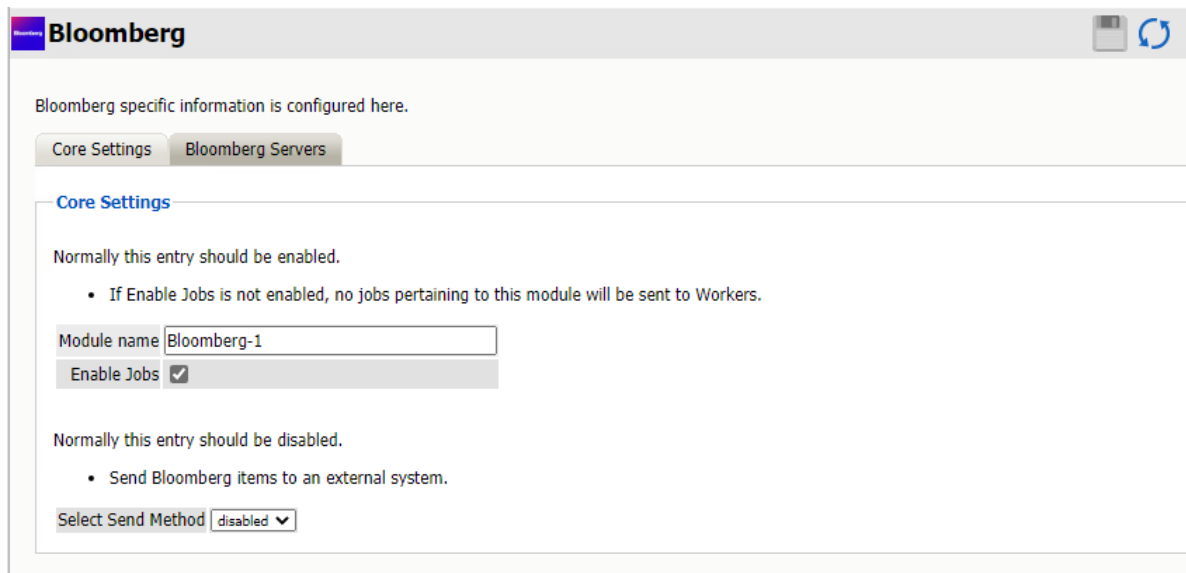 Bloomberg
Bloomberg
Bloomberg specific information is configured here.
Core Settings
Bloomberg Servers
Core Settings
Normally this entry should be enabled.
• If Enable Jobs is not enabled, no jobs pertaining to this module will be sent to Workers.
Module name Bloomberg-1
Enable Jobs
Normally this entry should be disabled.
• Send Bloomberg items to an external system.
Select Send Method disabled